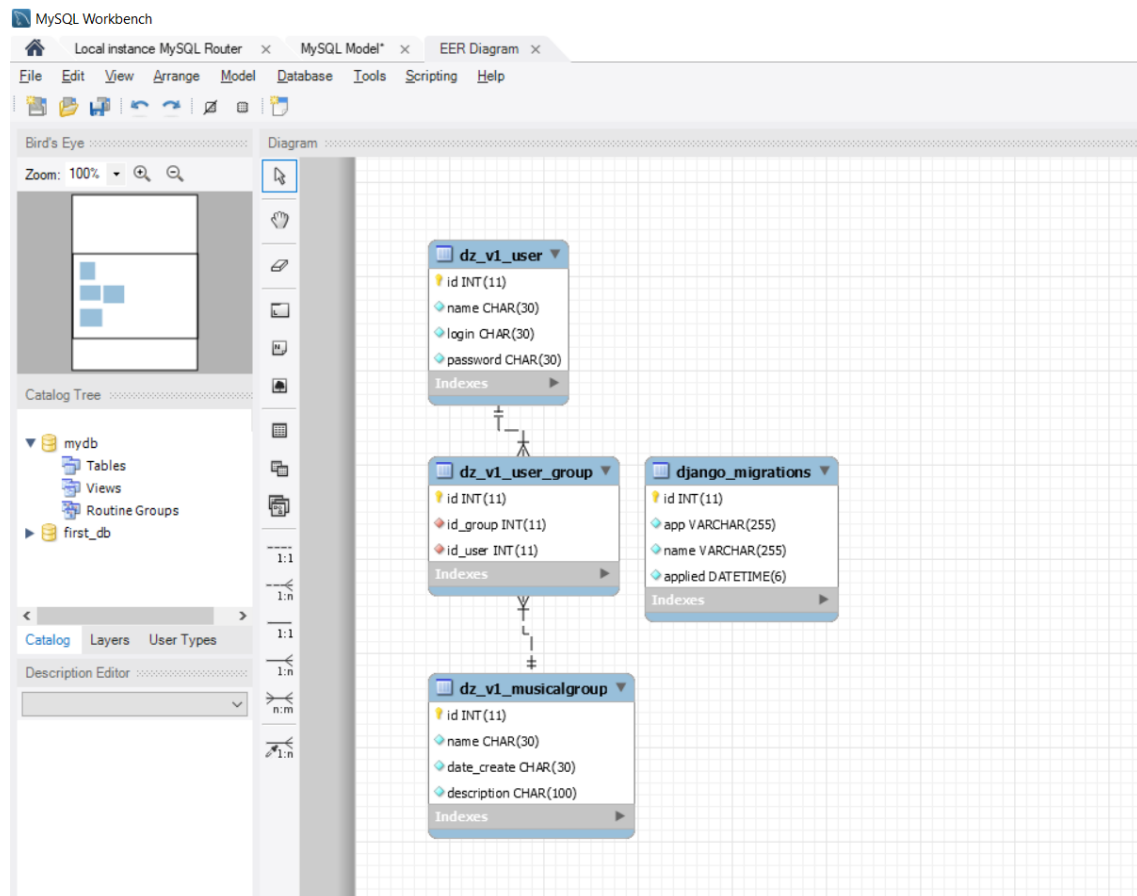 MySQL Workbench
Local instance MySQL Router × MySQL Model* × EER Diagram ×
File Edit View Arrange Model Database Tools Scripting Help
Bird's Eye
Zoom: 100%
Catalog Tree
mydb
Tables
Views
Routine Groups
first_db
Catalog Layers User Types
Description Editor
Diagram
1:1
1:n
1:1
1:n
n:m
1:n
dz_v1_user
id INT(11)
name CHAR(30)
login CHAR(30)
password CHAR(30)
Indexes
dz_v1_user_group
id INT(11)
id_group INT(11)
id_user INT(11)
Indexes
django_migrations
id INT(11)
app VARCHAR(255)
name VARCHAR(255)
applied DATETIME(6)
Indexes
dz_v1_musicalgroup
id INT(11)
name CHAR(30)
date_create CHAR(30)
description CHAR(100)
Indexes